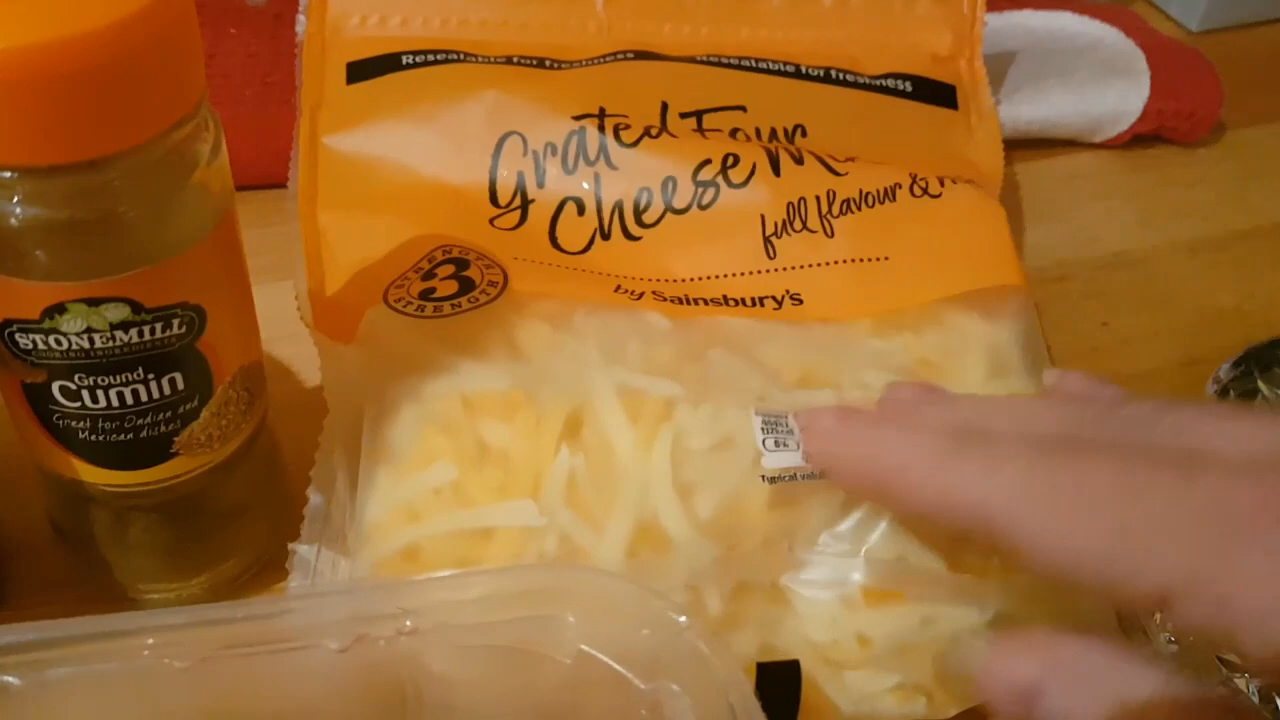 Resealable for freshness Resealable for freshness
Grated Four
Cheese
full flavour &
STRENGTH
3
STRENGTH
by Sainsbury's
STONEMILL
COOKING INGREDIENTS
Ground
Cumin
Great for Indian and
Mexican dishes
6%
Typical